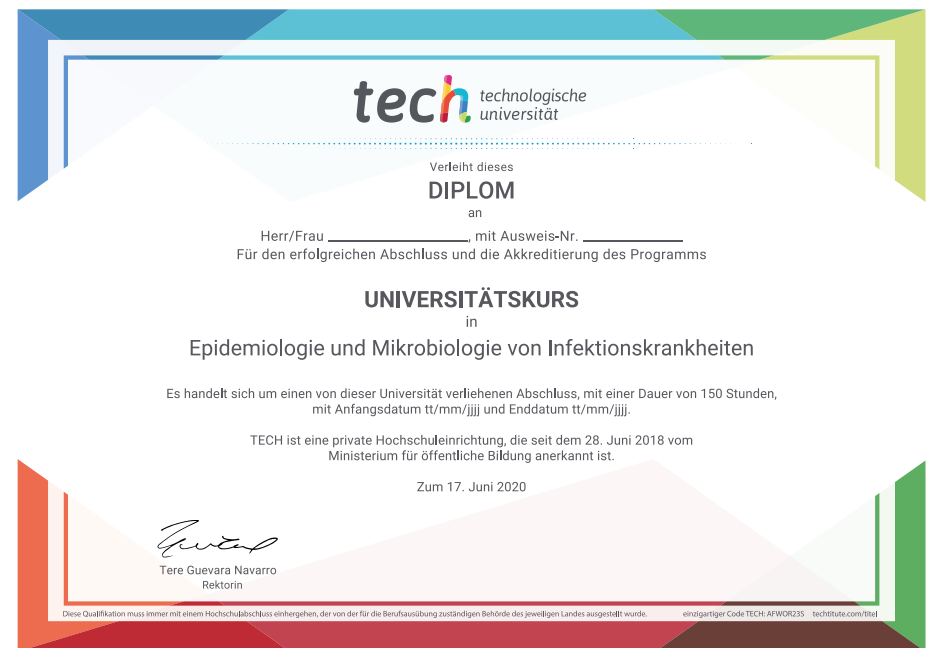 tech technologische
universität
Verleiht dieses
DIPLOM
an
Herr/Frau ____________, mit Ausweis-Nr. ____________
Für den erfolgreichen Abschluss und die Akkreditierung des Programms
UNIVERSITÄTSKURS
in
Epidemiologie und Mikrobiologie von Infektionskrankheiten
Es handelt sich um einen von dieser Universität verliehenen Abschluss, mit einer Dauer von 150 Stunden,
mit Anfangsdatum tt/mm/jjjj und Enddatum tt/mm/jjjj.
TECH ist eine private Hochschuleinrichtung, die seit dem 28. Juni 2018 vom
Ministerium für öffentliche Bildung anerkannt ist.
Zum 17. Juni 2020
Tere Guevara Navarro
Rektorin
Diese Qualifikation muss immer mit einem Hochschulabschluss einhergehen, der von der für die Berufsausübung zuständigen Behörde des jeweiligen Landes ausgestellt wurde. einzigartiger Code TECH: AFWOR23S techtitute.com/titel